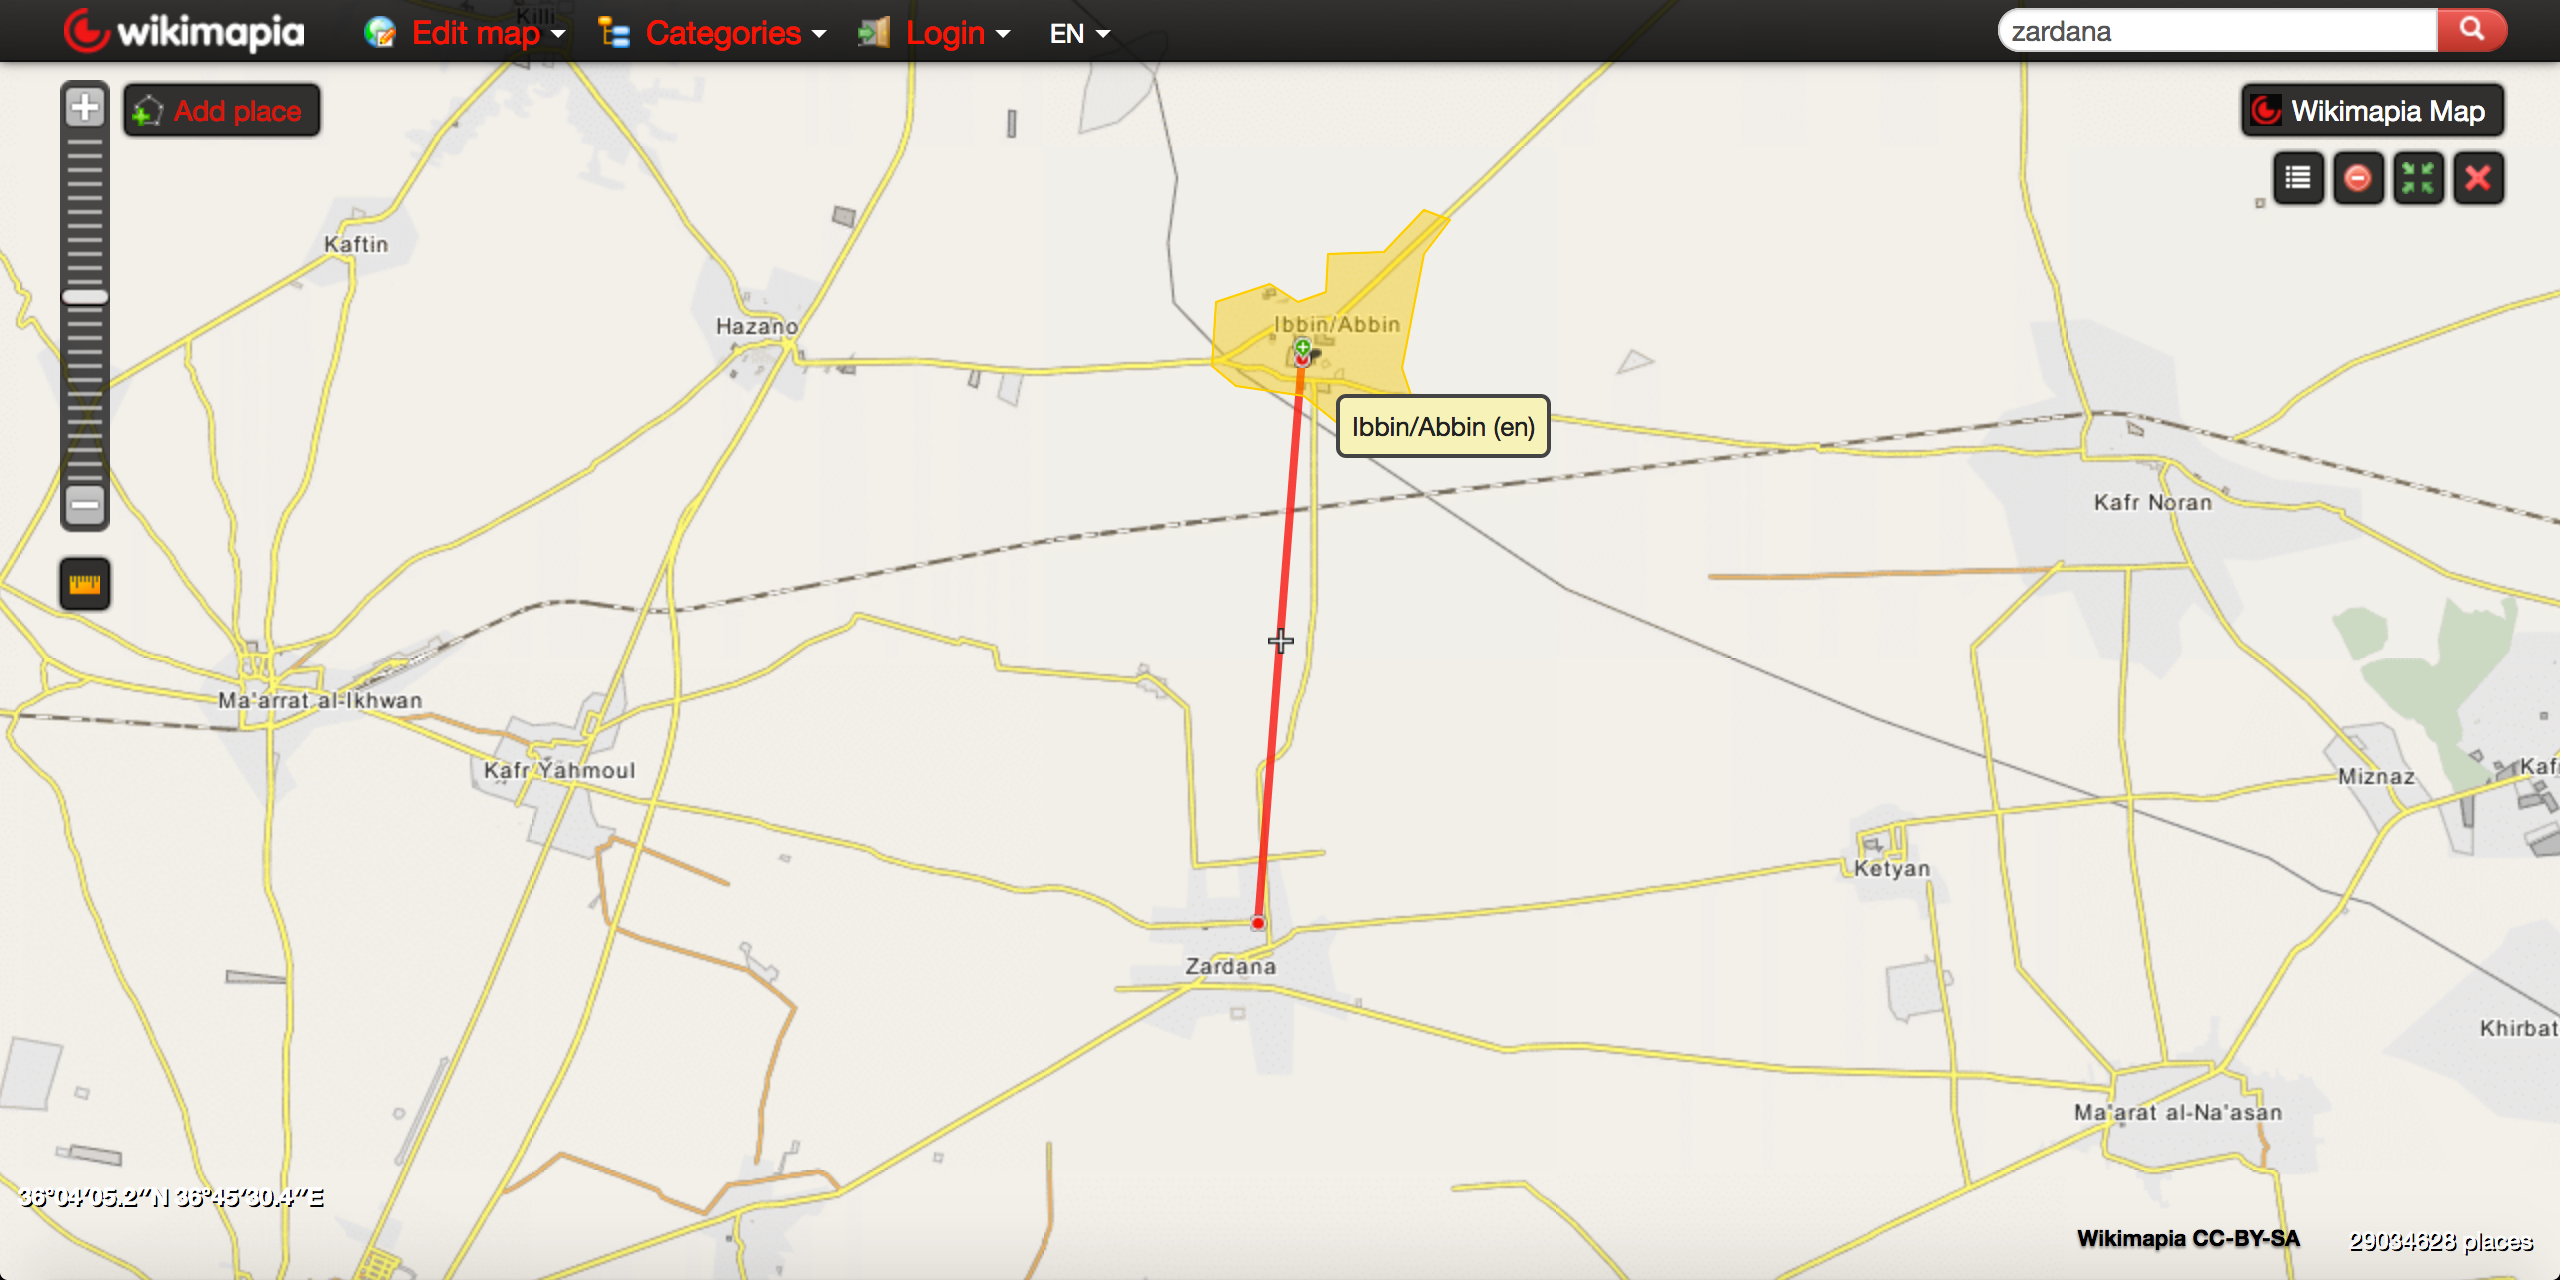 wikimapia
Edit map
Categories
Login
EN
zardana
Killi
Add place
Wikimapia Map
Kaftin
Hazano
Ibbin/Abbin
Ibbin/Abbin (en)
Kafr Noran
Ma'arrat al-Ikhwan
Kafr Yahmoul
Miznaz
Kaf
Ketyan
Zardana
Khirbat
Ma'arat al-Na'asan
36°04'05.2"N 36°45'30.4"E
Wikimapia CC-BY-SA
29034628 places